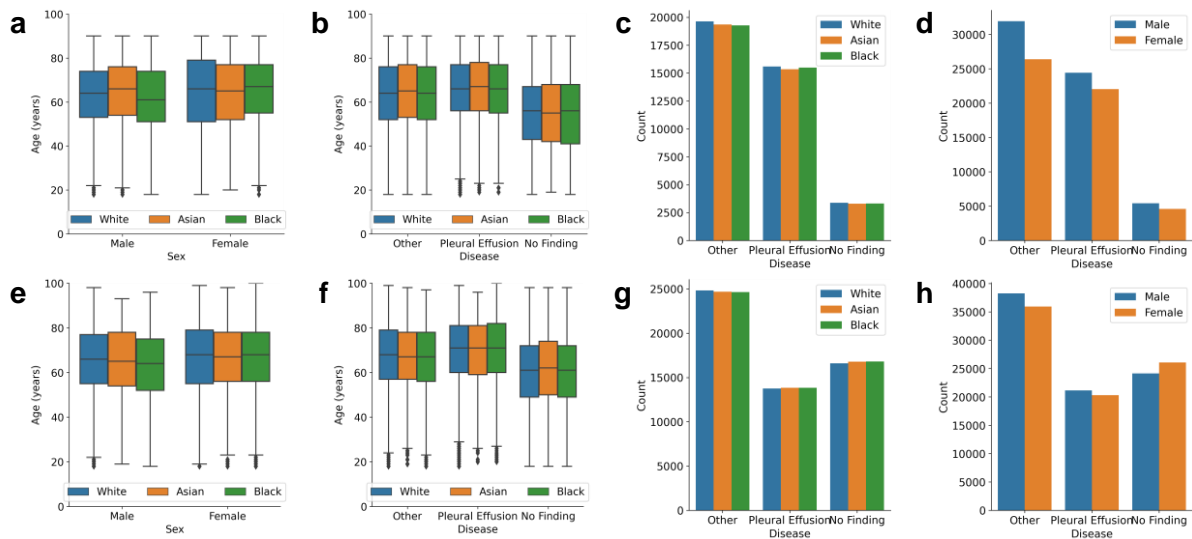 a
100
80
60
40
20
0
Age (years)
White Asian Black
Male Female
Sex
b
100
80
60
40
20
0
Age (years)
White Asian Black
Other Pleural Effusion No Finding
Disease
c
20000
17500
15000
12500
10000
7500
5000
2500
0
Count
White
Asian
Black
Other Pleural Effusion No Finding
Disease
d
30000
25000
20000
15000
10000
5000
0
Count
Male
Female
Other Pleural Effusion No Finding
Disease
e
100
80
60
40
20
0
Age (years)
White Asian Black
Male Female
Sex
f
100
80
60
40
20
0
Age (years)
White Asian Black
Other Pleural Effusion No Finding
Disease
g
25000
20000
15000
10000
5000
0
Count
White
Asian
Black
Other Pleural Effusion No Finding
Disease
h
40000
35000
30000
25000
20000
15000
10000
5000
0
Count
Male
Female
Other Pleural Effusion No Finding
Disease